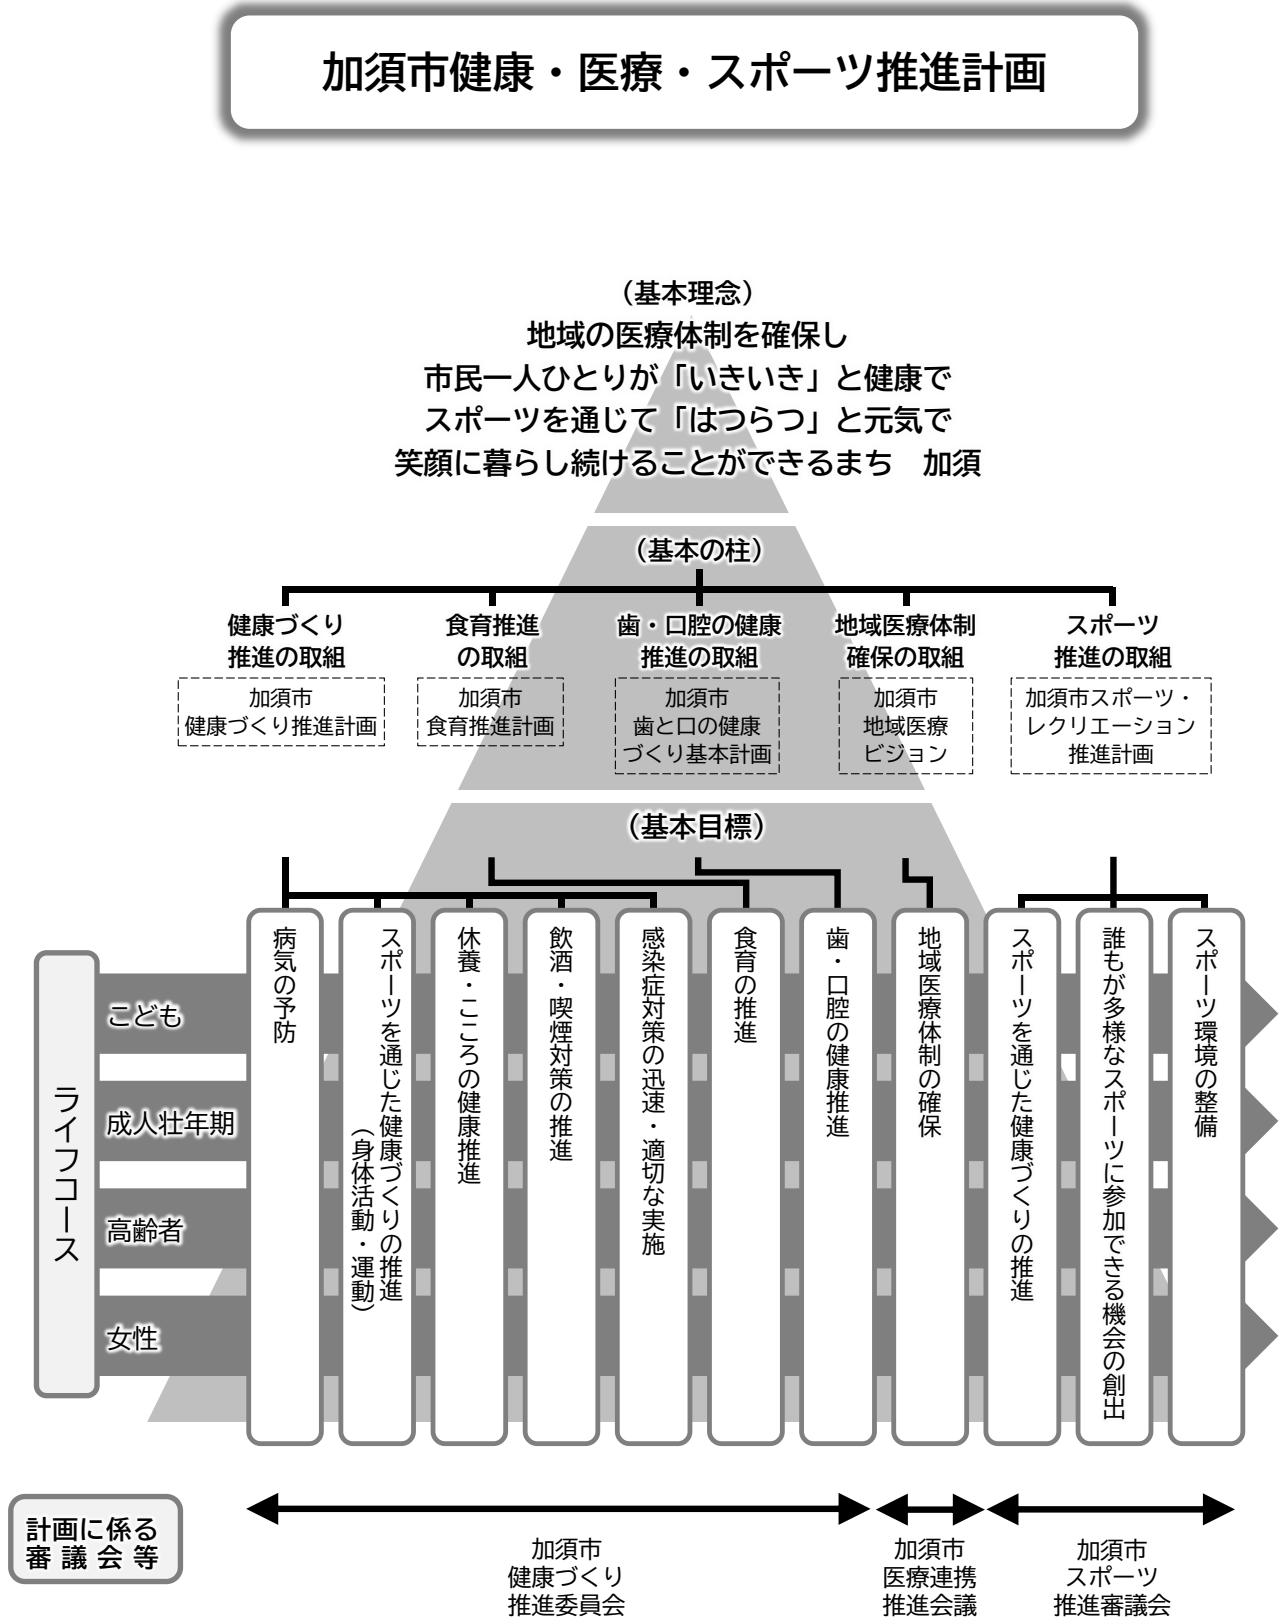 加須市健康・医療・スポーツ推進計画
（基本理念）
地域の医療体制を確保し
市民一人ひとりが「いきいき」と健康で
スポーツを通じて「はつらつ」と元気で
笑顔に暮らし続けることができるまち　加須
（基本の柱）
健康づくり
推進の取組
加須市
健康づくり推進計画
食育推進
の取組
加須市
食育推進計画
歯・口腔の健康
推進の取組
加須市
歯と口の健康
づくり基本計画
地域医療体制
確保の取組
加須市
地域医療
ビジョン
スポーツ
推進の取組
加須市スポーツ・
レクリエーション
推進計画
（基本目標）
病気の予防
スポーツを通じた健康づくりの推進
（身体活動・運動）
休養・こころの健康推進
飲酒・喫煙対策の推進
感染症対策の迅速・適切な実施
食育の推進
歯・口腔の健康推進
地域医療体制の確保
スポーツを通じた健康づくりの推進
誰もが多様なスポーツに参加できる機会の創出
スポーツ環境の整備
ライフコース
こども
成人壮年期
高齢者
女性
計画に係る
審議会等
加須市
健康づくり
推進委員会
加須市
医療連携
推進会議
加須市
スポーツ
推進審議会